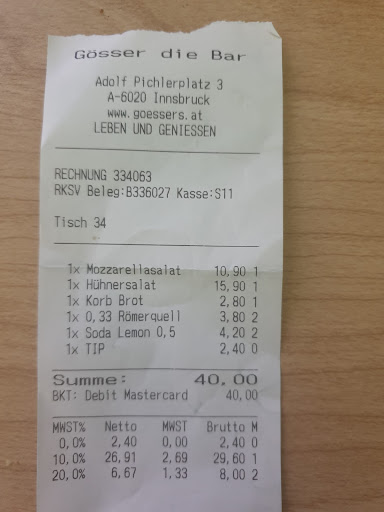 Gösser die Bar
Adolf Pichlerplatz 3
A-6020 Innsbruck
www.goessers.at
LEBEN UND GENIESSEN
RECHNUNG 334063
RKSV Beleg:B336027 Kasse:S11
Tisch 34
1x Mozzarellasalat 10,90 1
1x Hühnersalat 15,90 1
1x Korb Brot 2,80 1
1x 0,33 Römerquell 3,80 2
1x Soda Lemon 0,5 4,20 2
1x TIP 2,40 0
Summe: 40,00
BKT: Debit Mastercard 40,00
MWST% Netto MWST Brutto M
0,0% 2,40 0,00 2,40 0
10,0% 26,91 2,69 29,60 1
20,0% 6,67 1,33 8,00 2